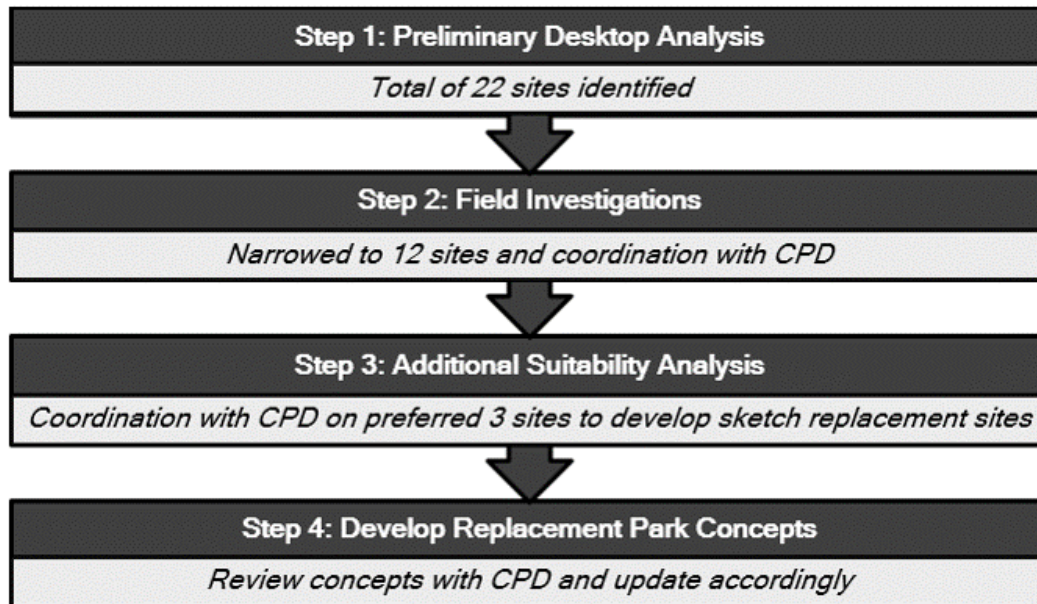 Step 1: Preliminary Desktop Analysis
Total of 22 sites identified
Step 2: Field Investigations
Narrowed to 12 sites and coordination with CPD
Step 3: Additional Suitability Analysis
Coordination with CPD on preferred 3 sites to develop sketch replacement sites
Step 4: Develop Replacement Park Concepts
Review concepts with CPD and update accordingly